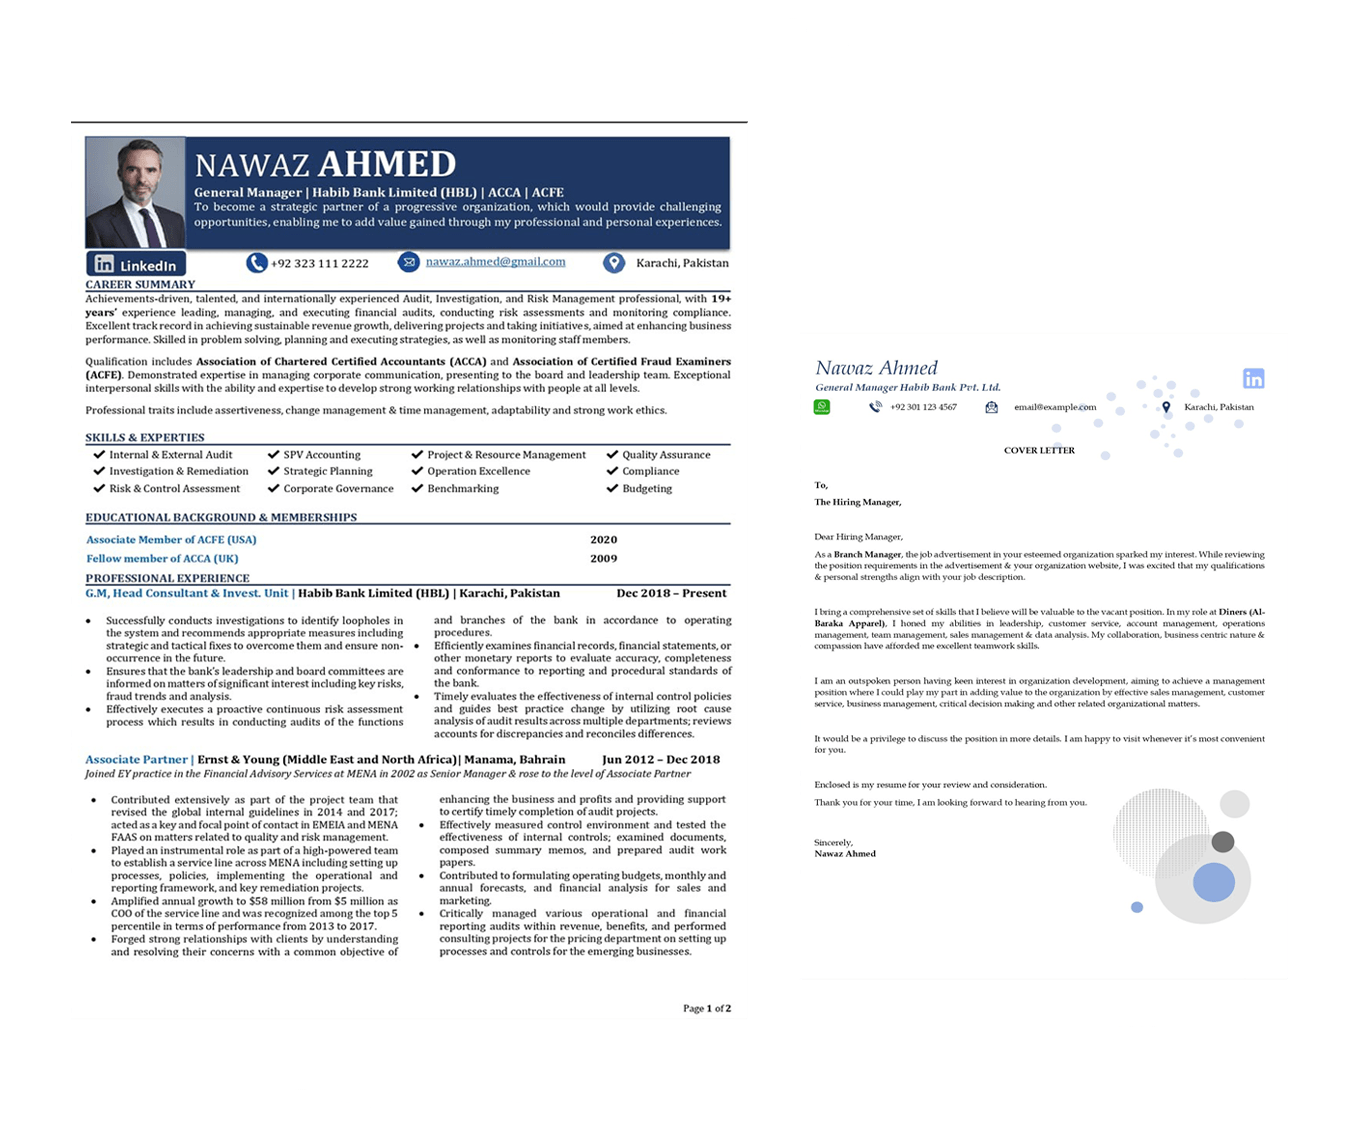 NAWAZ AHMED
General Manager | Habib Bank Limited (HBL) | ACCA | ACFE
To become a strategic partner of a progressive organization, which would provide challenging
opportunities, enabling me to add value gained through my professional and personal experiences.
LinkedIn +92 323 111 2222 nawaz.ahmed@gmail.com Karachi, Pakistan
CAREER SUMMARY
Achievements-driven, talented, and internationally experienced Audit, Investigation, and Risk Management professional, with 19+
years' experience leading, managing, and executing financial audits, conducting risk assessments and monitoring compliance.
Excellent track record in achieving sustainable revenue growth, delivering projects and taking initiatives, aimed at enhancing business
performance. Skilled in problem solving, planning and executing strategies, as well as monitoring staff members.
Qualification includes Association of Chartered Certified Accountants (ACCA) and Association of Certified Fraud Examiners
(ACFE). Demonstrated expertise in managing corporate communication, presenting to the board and leadership team. Exceptional
interpersonal skills with the ability and expertise to develop strong working relationships with people at all levels.
Professional traits include assertiveness, change management & time management, adaptability and strong work ethics.
SKILLS & EXPERTIES
Internal & External Audit SPV Accounting Project & Resource Management Quality Assurance
Investigation & Remediation Strategic Planning Operation Excellence Compliance
Risk & Control Assessment Corporate Governance Benchmarking Budgeting
EDUCATIONAL BACKGROUND & MEMBERSHIPS
Associate Member of ACFE (USA) 2020
Fellow member of ACCA (UK) 2009
PROFESSIONAL EXPERIENCE
G.M, Head Consultant & Invest. Unit | Habib Bank Limited (HBL) | Karachi, Pakistan Dec 2018 – Present
• Successfully conducts investigations to identify loopholes in
the system and recommends appropriate measures including
strategic and tactical fixes to overcome them and ensure non-
occurrence in the future.
• Ensures that the bank's leadership and board committees are
informed on matters of significant interest including key risks,
fraud trends and analysis.
• Effectively executes a proactive continuous risk assessment
process which results in conducting audits of the functions
and branches of the bank in accordance to operating
procedures.
• Efficiently examines financial records, financial statements, or
other monetary reports to evaluate accuracy, completeness
and conformance to reporting and procedural standards of
the bank.
• Timely evaluates the effectiveness of internal control policies
and guides best practice change by utilizing root cause
analysis of audit results across multiple departments; reviews
accounts for discrepancies and reconciles differences.
Associate Partner | Ernst & Young (Middle East and North Africa)| Manama, Bahrain Jun 2012 – Dec 2018
Joined EY practice in the Financial Advisory Services at MENA in 2002 as Senior Manager & rose to the level of Associate Partner
• Contributed extensively as part of the project team that
revised the global internal guidelines in 2014 and 2017;
acted as a key and focal point of contact in EMEIA and MENA
FAAS on matters related to quality and risk management.
• Played an instrumental role as part of a high-powered team
to establish a service line across MENA including setting up
processes, policies, implementing the operational and
reporting framework, and key remediation projects.
• Amplified annual growth to $58 million from $5 million as
COO of the service line and was recognized among the top 5
percentile in terms of performance from 2013 to 2017.
• Forged strong relationships with clients by understanding
and resolving their concerns with a common objective of
enhancing the business and profits and providing support
to certify timely completion of audit projects.
• Effectively measured control environment and tested the
effectiveness of internal controls; examined documents,
composed summary memos, and prepared audit work
papers.
• Contributed to formulating operating budgets, monthly and
annual forecasts, and financial analysis for sales and
marketing.
• Critically managed various operational and financial
reporting audits within revenue, benefits, and performed
consulting projects for the pricing department on setting up
processes and controls for the emerging businesses.
Page 1 of 2
Nawaz Ahmed
General Manager Habib Bank Pvt. Ltd.
+92 301 123 4567 email@example.com Karachi, Pakistan
COVER LETTER
To,
The Hiring Manager,
Dear Hiring Manager,
As a Branch Manager, the job advertisement in your esteemed organization sparked my interest. While reviewing
the position requirements in the advertisement & your organization website, I was excited that my qualifications
& personal strengths align with your job description.
I bring a comprehensive set of skills that I believe will be valuable to the vacant position. In my role at Diners (Al-
Baraka Apparel), I honed my abilities in leadership, customer service, account management, operations
management, team management, sales management & data analysis. My collaboration, business centric nature &
compassion have afforded me excellent teamwork skills.
I am an outspoken person having keen interest in organization development, aiming to achieve a management
position where I could play my part in adding value to the organization by effective sales management, customer
service, business management, critical decision making and other related organizational matters.
It would be a privilege to discuss the position in more details. I am happy to visit whenever it's most convenient
for you.
Enclosed is my resume for your review and consideration.
Thank you for your time, I am looking forward to hearing from you.
Sincerely,
Nawaz Ahmed